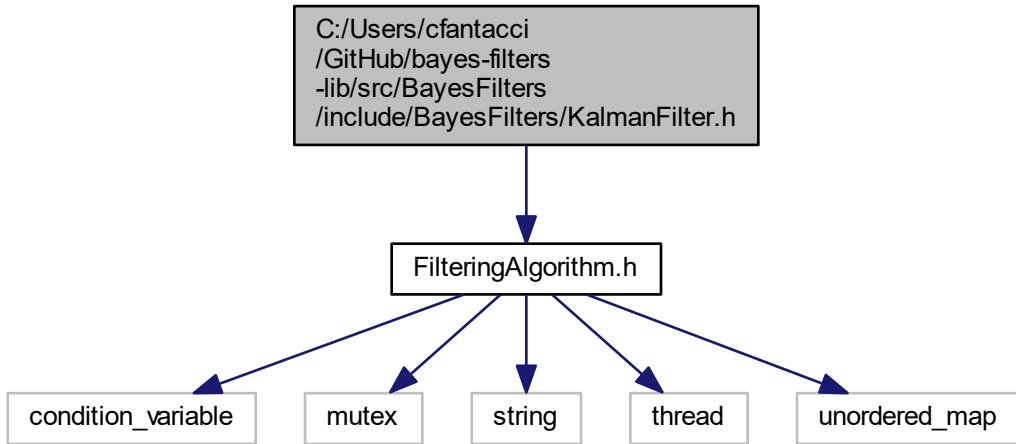 C:/Users/cfantacci
/GitHub/bayes-filters
-lib/src/BayesFilters
/include/BayesFilters/KalmanFilter.h
FilteringAlgorithm.h
condition_variable
mutex
string
thread
unordered_map